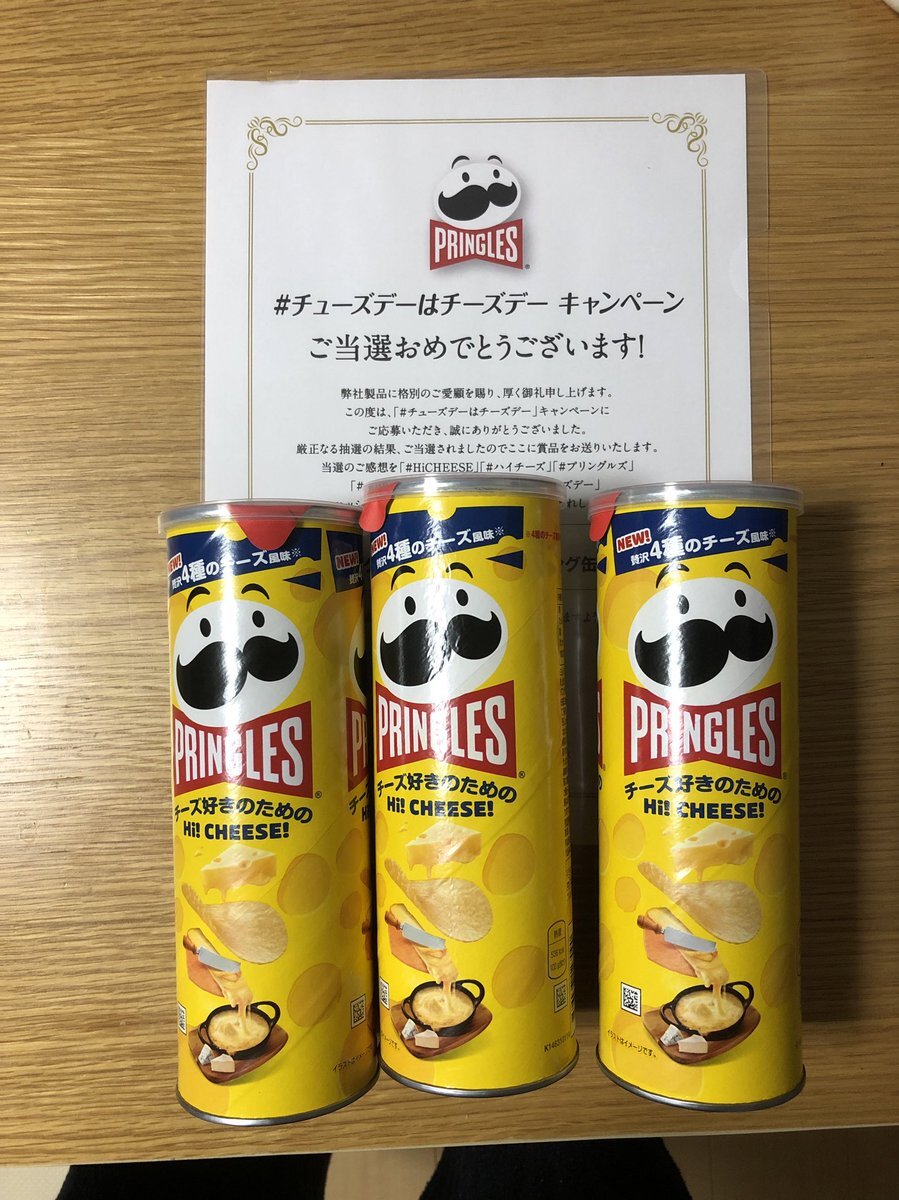 PRINGLES
#チューズデーはチーズデー キャンペーン
ご当選おめでとうございます!
弊社製品に格別のご愛顧を賜り、厚く御礼申し上げます。
この度は、「#チューズデーはチーズデー」キャンペーンに
ご応募いただき、誠にありがとうございました。
厳正なる抽選の結果、ご当選されましたのでここに賞品をお送りいたします。
当選のご感想を「#HiCHEESE」「#ハイチーズ」「#プリングルズ」
NEW!
贅沢4種のチーズ風味※
PRINGLES
チーズ好きのための
Hi! CHEESE!
イラストはイメージです。
NEW!
贅沢4種のチーズ風味※
PRINGLES
チーズ好きのための
Hi! CHEESE!
NEW!
贅沢4種のチーズ風味※
PRINGLES
チーズ好きのための
Hi! CHEESE!
イラストはイメージです。